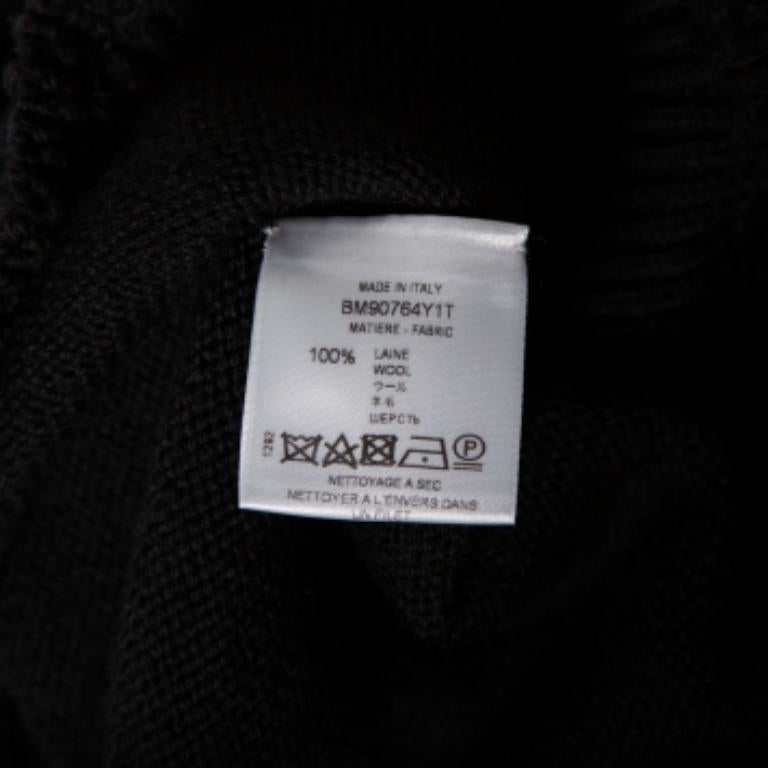 MADE IN ITALY
BM90764Y1T
MATIERE - FABRIC
100% LAINE
WOOL
ウール
羊毛
ШЕРСТЬ
1292
P
NETTOYAGE A SEC
NETTOYER A L'ENVERS DANS
UN FILET